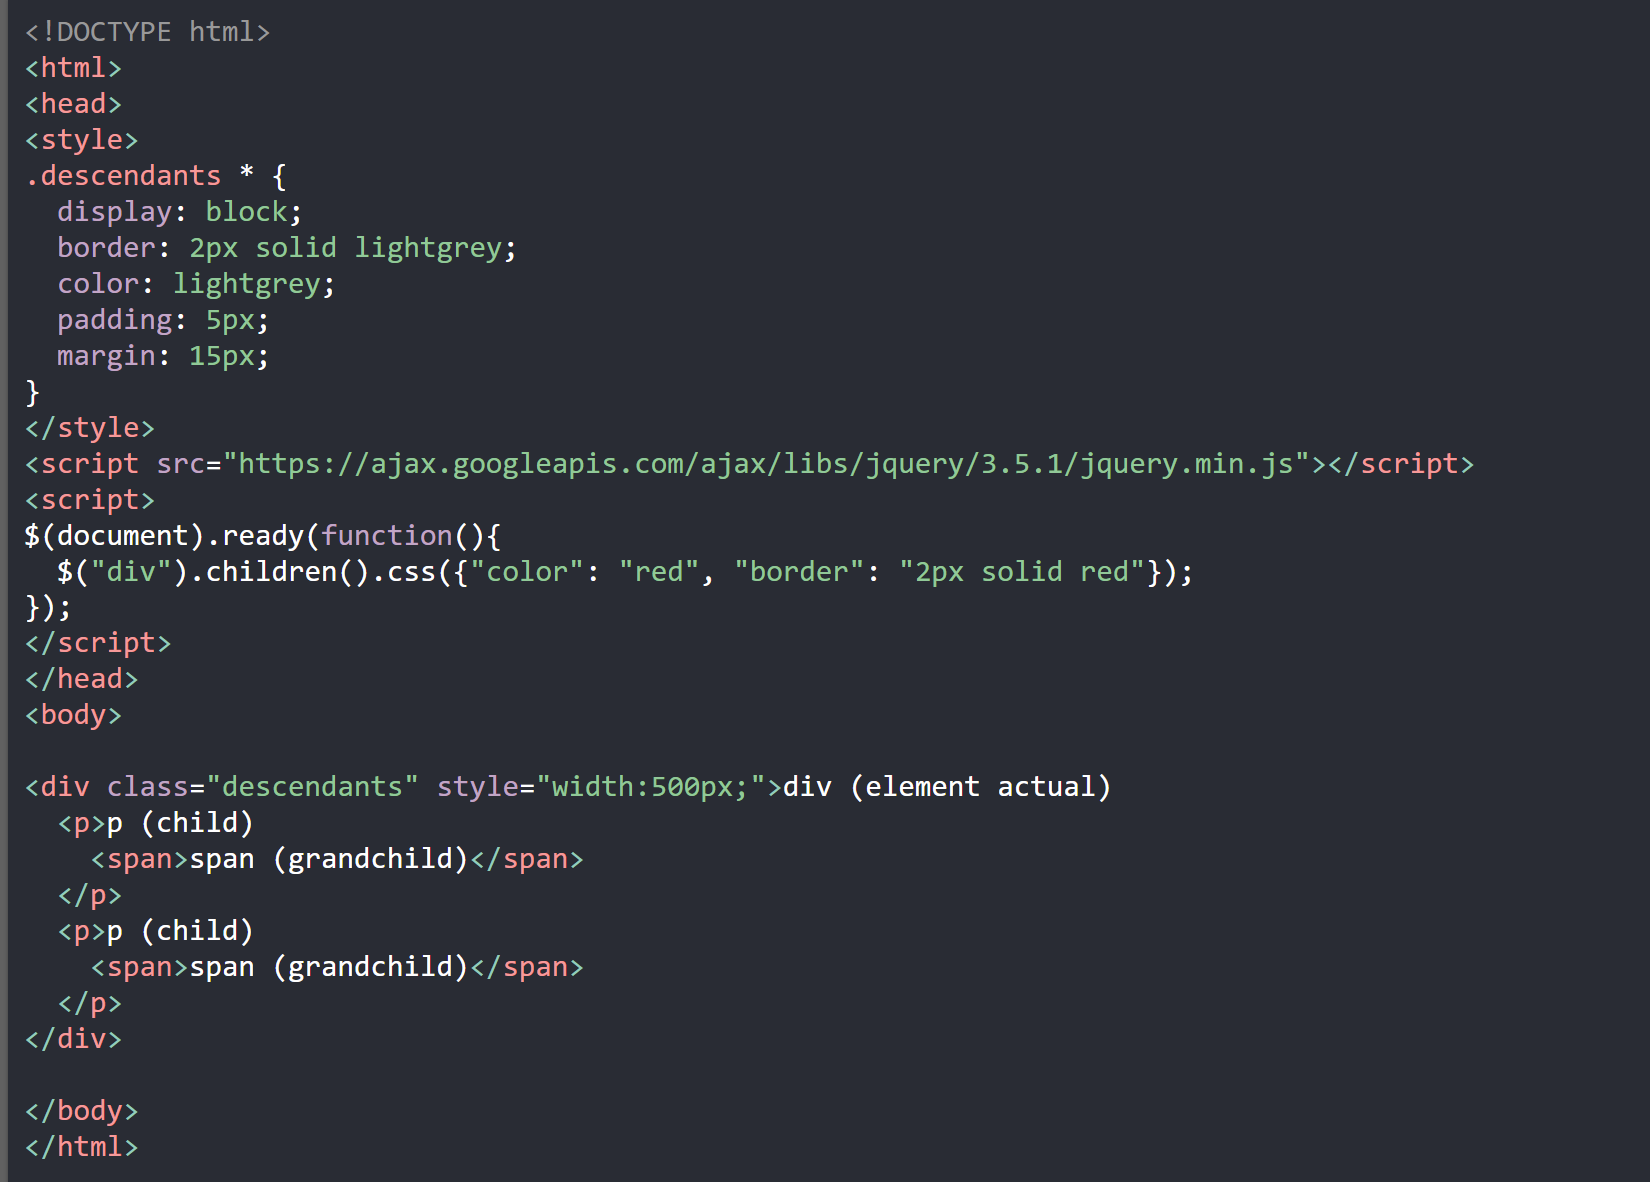 <!DOCTYPE html>
<html>
<head>
<style>
.descendants * {
  display: block;
  border: 2px solid lightgrey;
  color: lightgrey;
  padding: 5px;
  margin: 15px;
}
</style>
<script src="https://ajax.googleapis.com/ajax/libs/jquery/3.5.1/jquery.min.js"></script>
<script>
$(document).ready(function(){
  $("div").children().css({"color": "red", "border": "2px solid red"});
});
</script>
</head>
<body>

<div class="descendants" style="width:500px;">div (element actual)
  <p>p (child)
    <span>span (grandchild)</span>
  </p>
  <p>p (child)
    <span>span (grandchild)</span>
  </p>
</div>

</body>
</html>